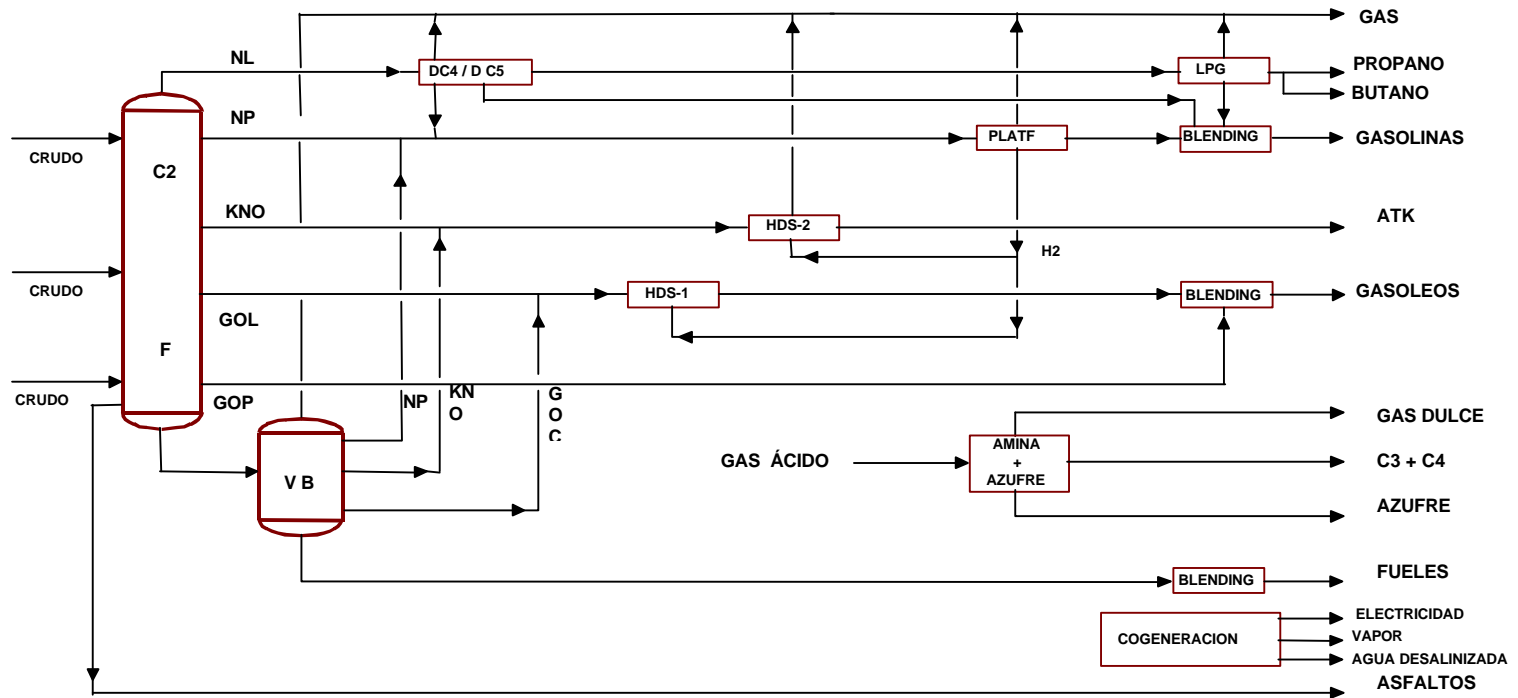 GAS
NL
DC4 / D C5
LPG
PROPANO
BUTANO
NP
PLATF
BLENDING
GASOLINAS
CRUDO
C2
KNO
HDS-2
ATK
H2
CRUDO
HDS-1
BLENDING
GASOLEOS
GOL
F
CRUDO
GOP
NP
KN
O
G
O
C
GAS DULCE
GAS ÁCIDO
AMINA
+
AZUFRE
C3 + C4
AZUFRE
V B
BLENDING
FUELES
COGENERACION
ELECTRICIDAD
VAPOR
AGUA DESALINIZADA
ASFALTOS